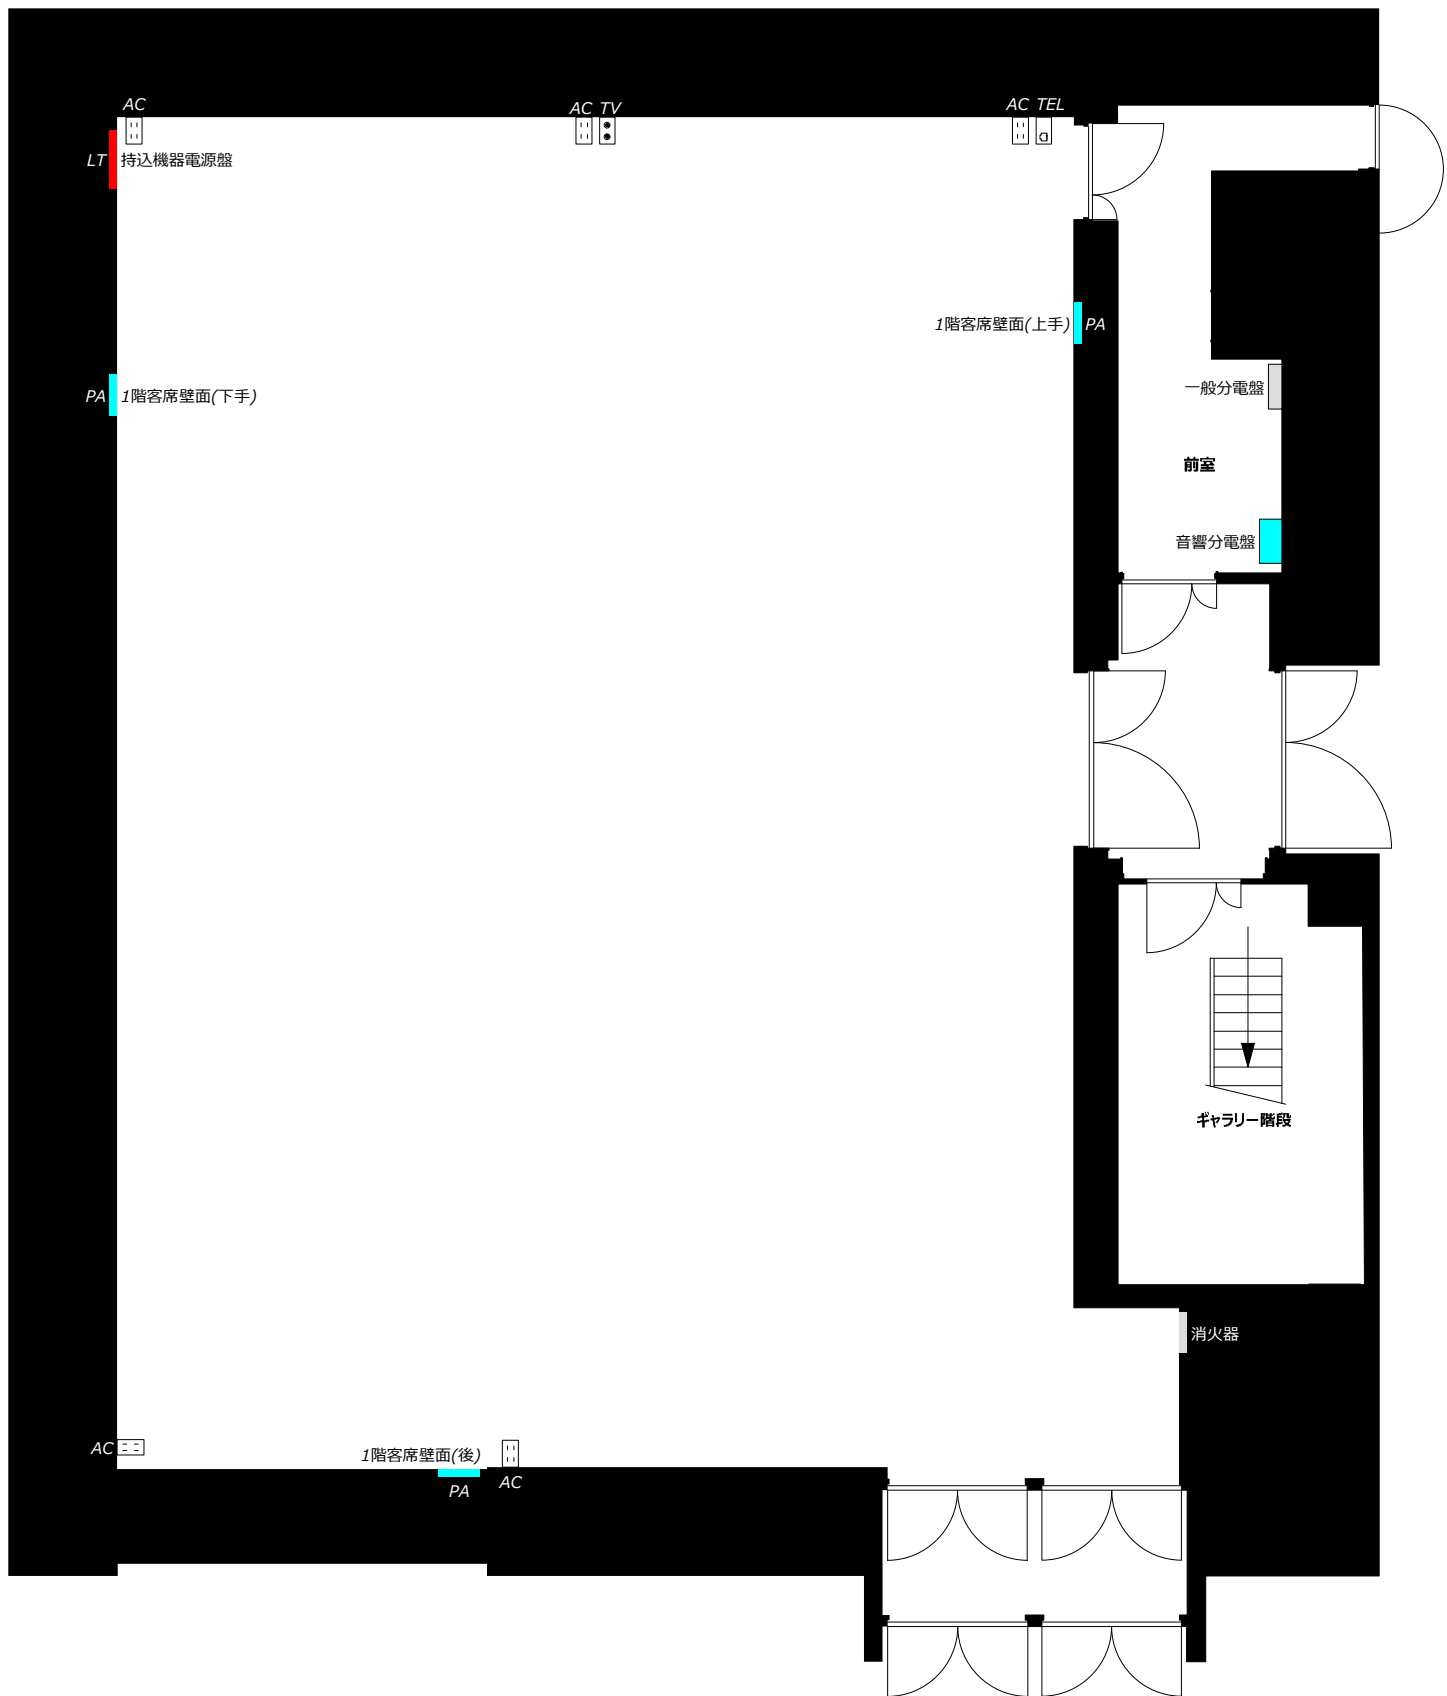 AC
AC TV
AC TEL
LT 持込機器電源盤
1階客席壁面(上手) PA
PA 1階客席壁面(下手)
一般分電盤
前室
音響分電盤
ギャラリー階段
消火器
AC
1階客席壁面(後)
PA
AC